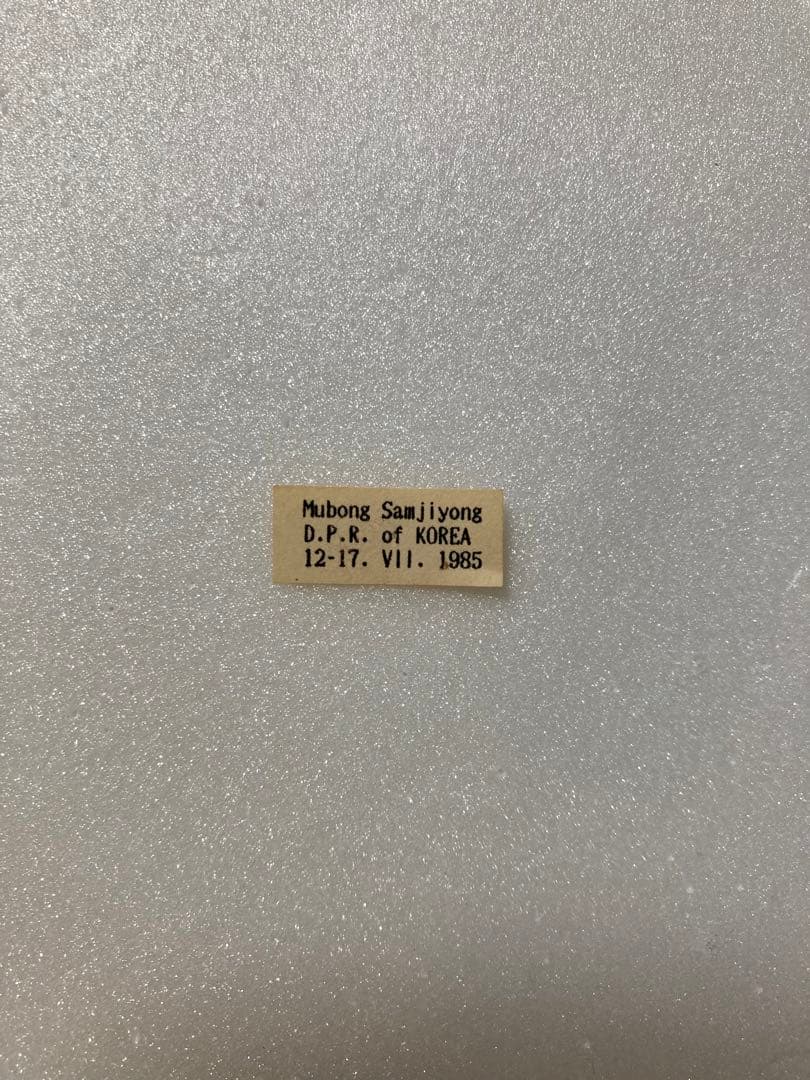 Mubong Samjiyong
D.P.R. of KOREA
12-17. VII. 1985